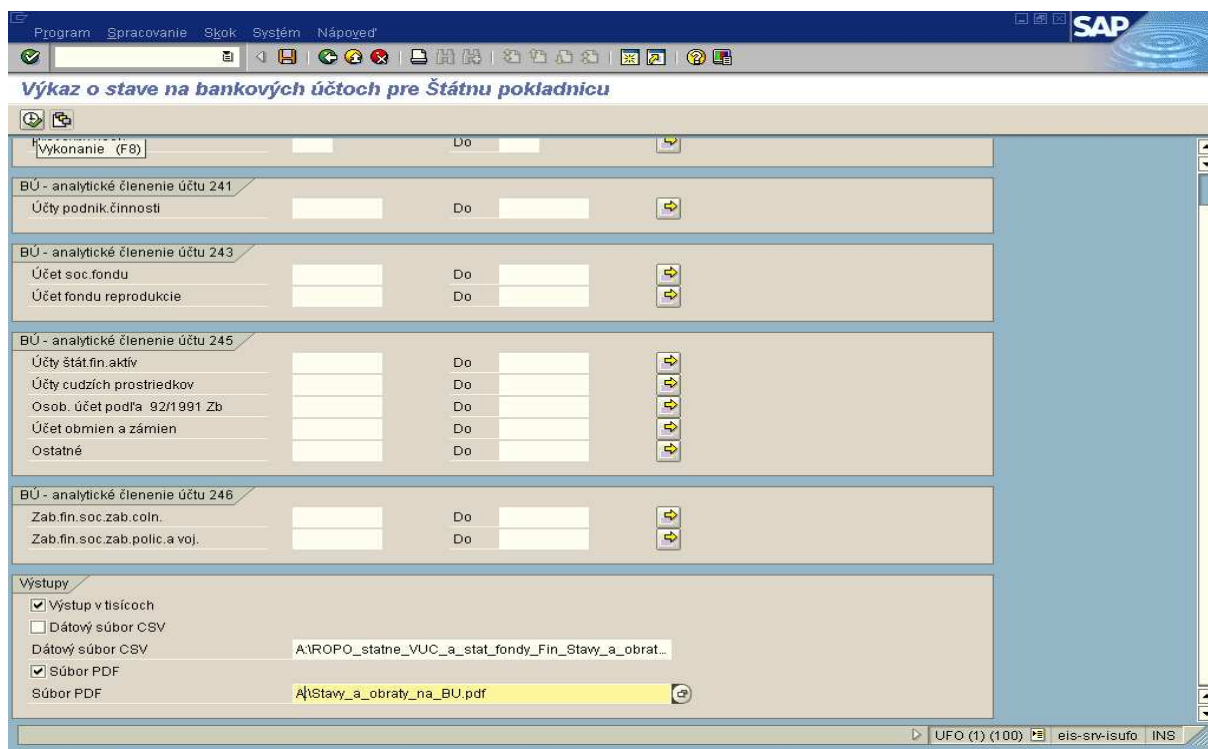 Program Spracovanie Skok Systém Nápoveď
SAP
Výkaz o stave na bankových účtoch pre Štátnu pokladnicu
Vykonanie (F8)
Do
BÚ - analytické členenie účtu 241
Účty podnik.činnosti Do
BÚ - analytické členenie účtu 243
Účet soc.fondu Do
Účet fondu reprodukcie Do
BÚ - analytické členenie účtu 245
Účty štát.fin.aktív Do
Účty cudzích prostriedkov Do
Osob. účet podľa 92/1991 Zb Do
Účet obmien a zámien Do
Ostatné Do
BÚ - analytické členenie účtu 246
Zab.fin.soc.zab.coln. Do
Zab.fin.soc.zab.polic.a voj. Do
Výstupy
Výstup v tisícoch
Dátový súbor CSV
Dátový súbor CSV A:\ROPO_statne_VUC_a_stat_fondy_Fin_Stavy_a_obrat...
Súbor PDF
Súbor PDF A:\Stavy_a_obraty_na_BU.pdf
UFO (1) (100) eis-srv-isufo INS